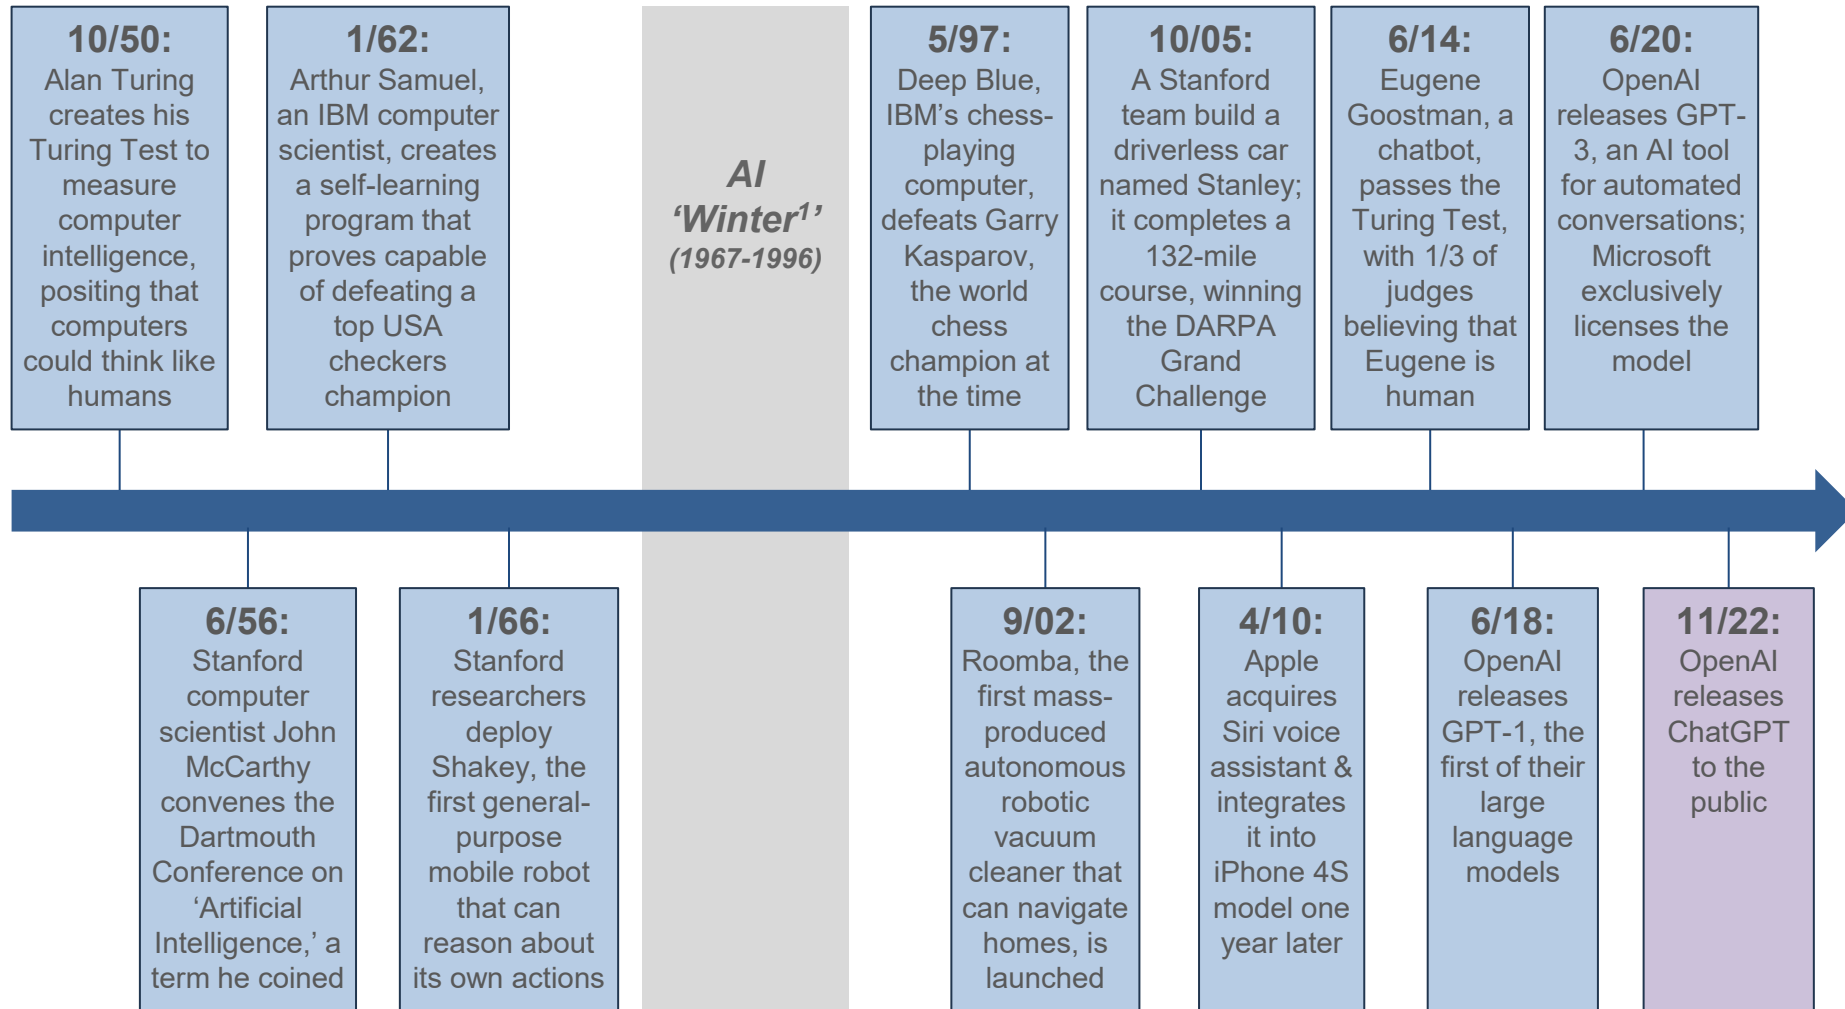 10/50:
Alan Turing
creates his
Turing Test to
measure
computer
intelligence,
positing that
computers
could think like
humans
1/62:
Arthur Samuel,
an IBM computer
scientist, creates
a self-learning
program that
proves capable
of defeating a
top USA
checkers
champion
AI
‘Winter¹’
(1967-1996)
5/97:
Deep Blue,
IBM’s chess-
playing
computer,
defeats Garry
Kasparov,
the world
chess
champion at
the time
10/05:
A Stanford
team build a
driverless car
named Stanley;
it completes a
132-mile
course, winning
the DARPA
Grand
Challenge
6/14:
Eugene
Goostman, a
chatbot,
passes the
Turing Test,
with 1/3 of
judges
believing that
Eugene is
human
6/20:
OpenAI
releases GPT-
3, an AI tool
for automated
conversations;
Microsoft
exclusively
licenses the
model
6/56:
Stanford
computer
scientist John
McCarthy
convenes the
Dartmouth
Conference on
‘Artificial
Intelligence,’ a
term he coined
1/66:
Stanford
researchers
deploy
Shakey, the
first general-
purpose
mobile robot
that can
reason about
its own actions
9/02:
Roomba, the
first mass-
produced
autonomous
robotic
vacuum
cleaner that
can navigate
homes, is
launched
4/10:
Apple
acquires
Siri voice
assistant &
integrates
it into
iPhone 4S
model one
year later
6/18:
OpenAI
releases
GPT-1, the
first of their
large
language
models
11/22:
OpenAI
releases
ChatGPT
to the
public